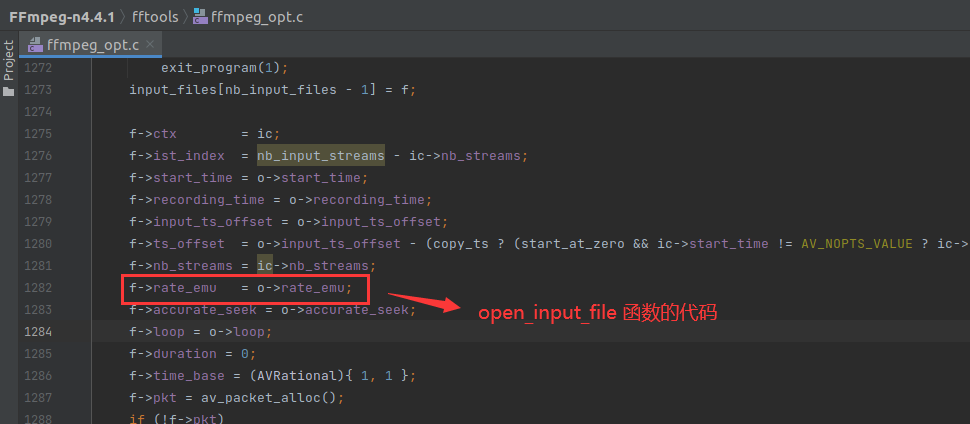 FFmpeg-n4.4.1 › fftools › ffmpeg_opt.c
Project
ffmpeg_opt.c ×
1272 exit_program(1);
1273 input_files[nb_input_files - 1] = f;
1274
1275 f->ctx = ic;
1276 f->ist_index = nb_input_streams - ic->nb_streams;
1277 f->start_time = o->start_time;
1278 f->recording_time = o->recording_time;
1279 f->input_ts_offset = o->input_ts_offset;
1280 f->ts_offset = o->input_ts_offset - (copy_ts ? (start_at_zero && ic->start_time != AV_NOPTS_VALUE ? ic->
1281 f->nb_streams = ic->nb_streams;
1282 f->rate_emu = o->rate_emu;
1283 f->accurate_seek = o->accurate_seek;
open_input_file 函数的代码
1284 f->loop = o->loop;
1285 f->duration = 0;
1286 f->time_base = (AVRational){ 1, 1 };
1287 f->pkt = av_packet_alloc();
1288 if (!f->pkt)